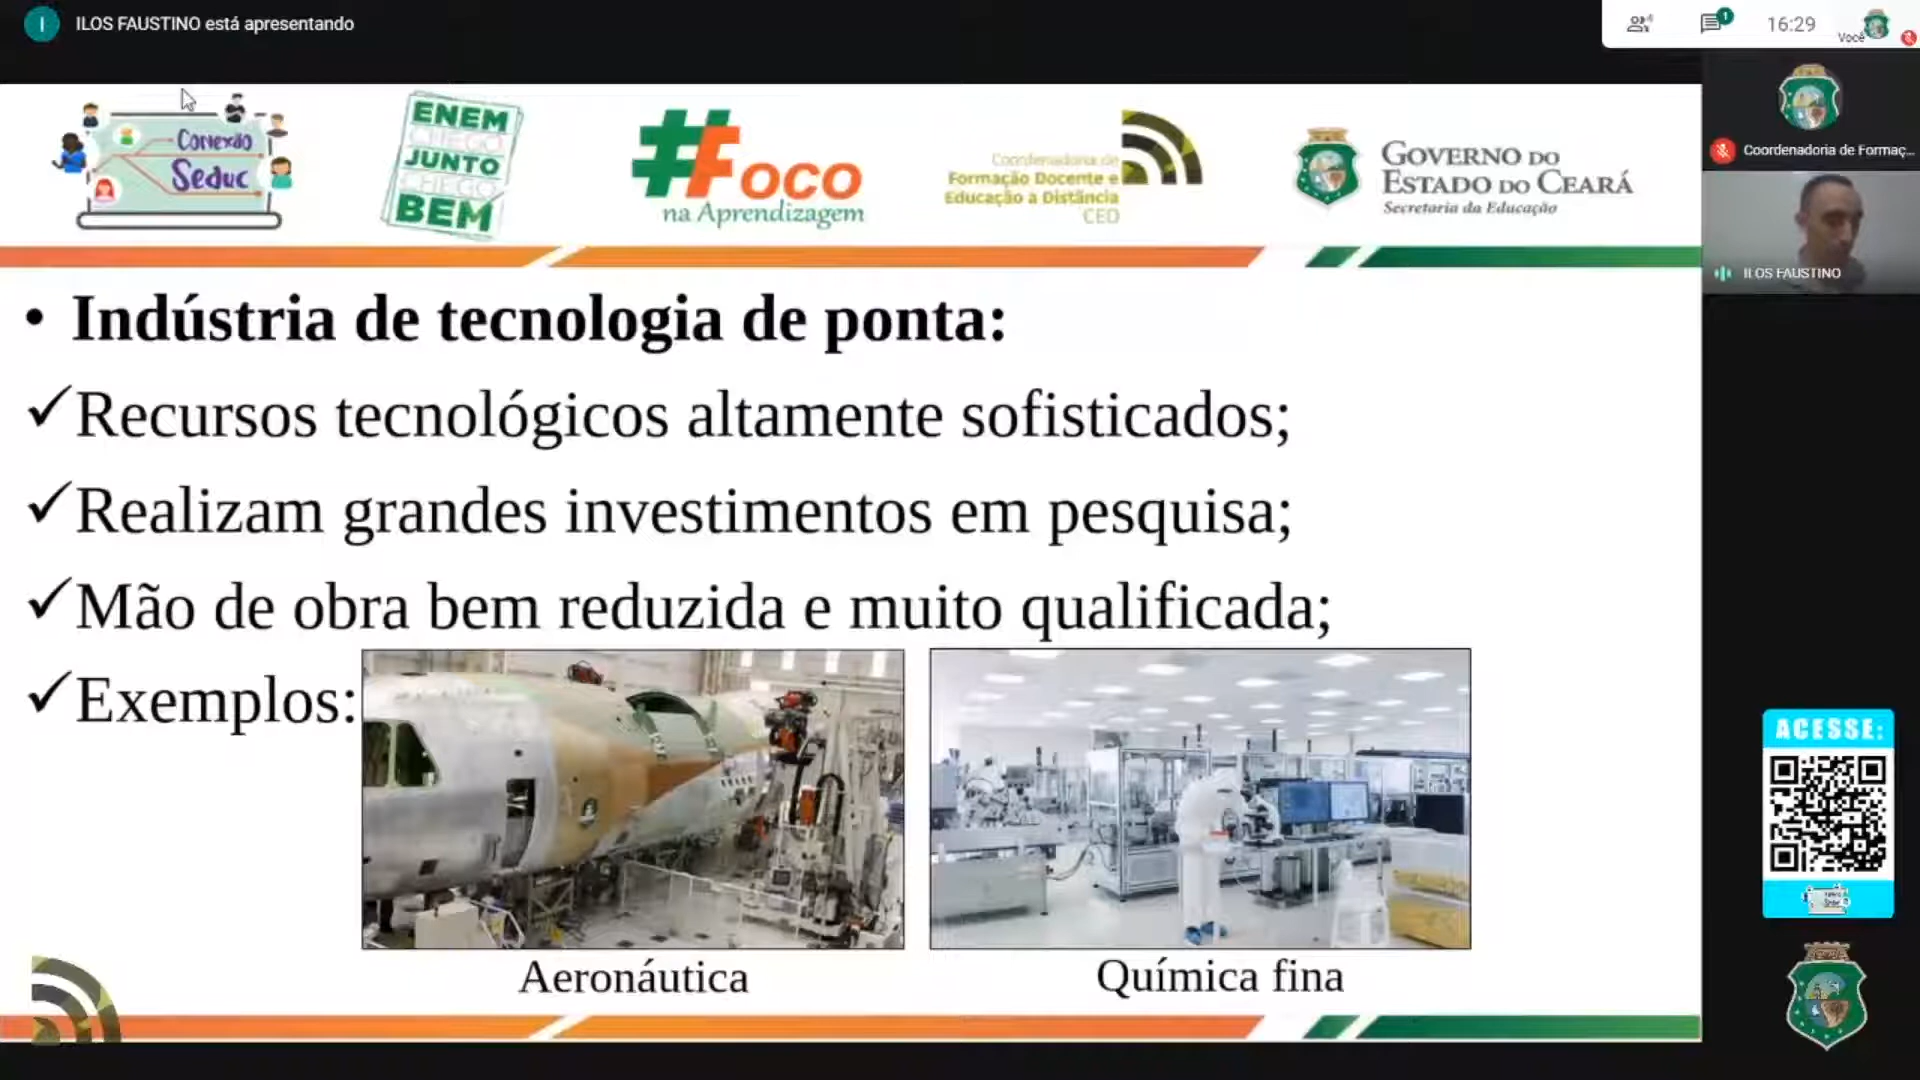 I
ILOS FAUSTINO está apresentando
1
16:29
Você
Conexão
Seduc
ENEM
CHEGO
JUNTO
CHEGO
BEM
#Foco
na Aprendizagem
Coordenadoria de
Formação Docente e
Educação a Distância
CED
GOVERNO DO
ESTADO DO CEARÁ
Secretaria da Educação
Coordenadoria de Formaç...
ILOS FAUSTINO
• Indústria de tecnologia de ponta:
✓Recursos tecnológicos altamente sofisticados;
✓Realizam grandes investimentos em pesquisa;
✓Mão de obra bem reduzida e muito qualificada;
✓Exemplos:
Aeronáutica
Química fina
ACESSE: